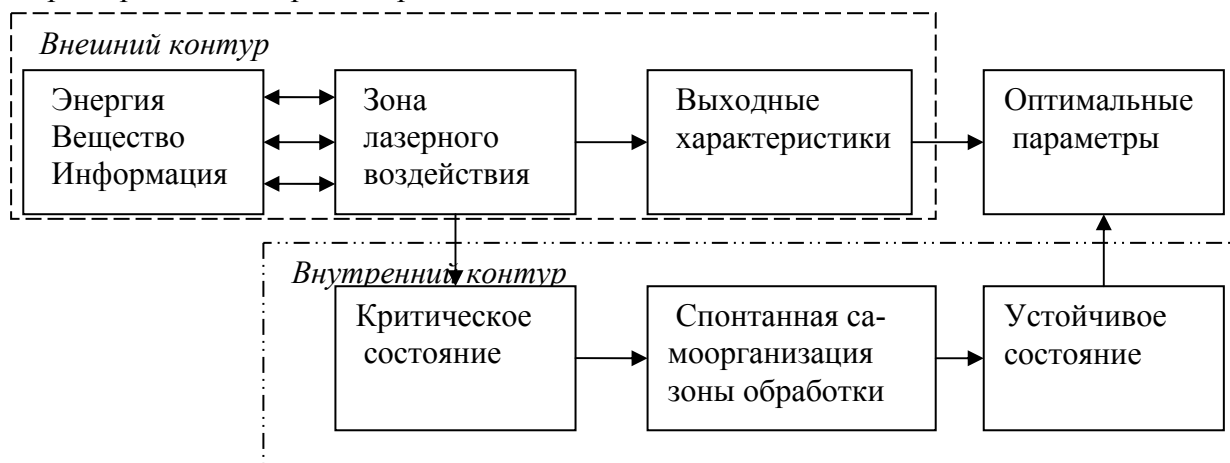 Внешний контур
Энергия
Вещество
Информация
Зона
лазерного
воздействия
Выходные
характеристики
Оптимальные
параметры
Внутренний контур
Критическое
состояние
Спонтанная са-
моорганизация
зоны обработки
Устойчивое
состояние